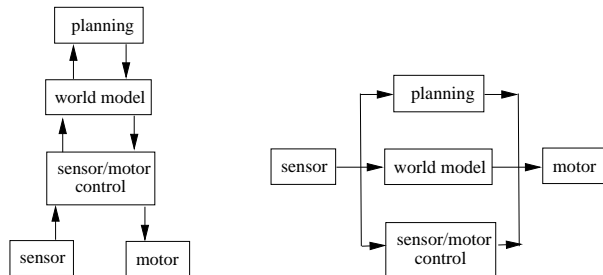 planning
world model
sensor/motor
control
sensor
motor
planning
sensor
world model
motor
sensor/motor
control